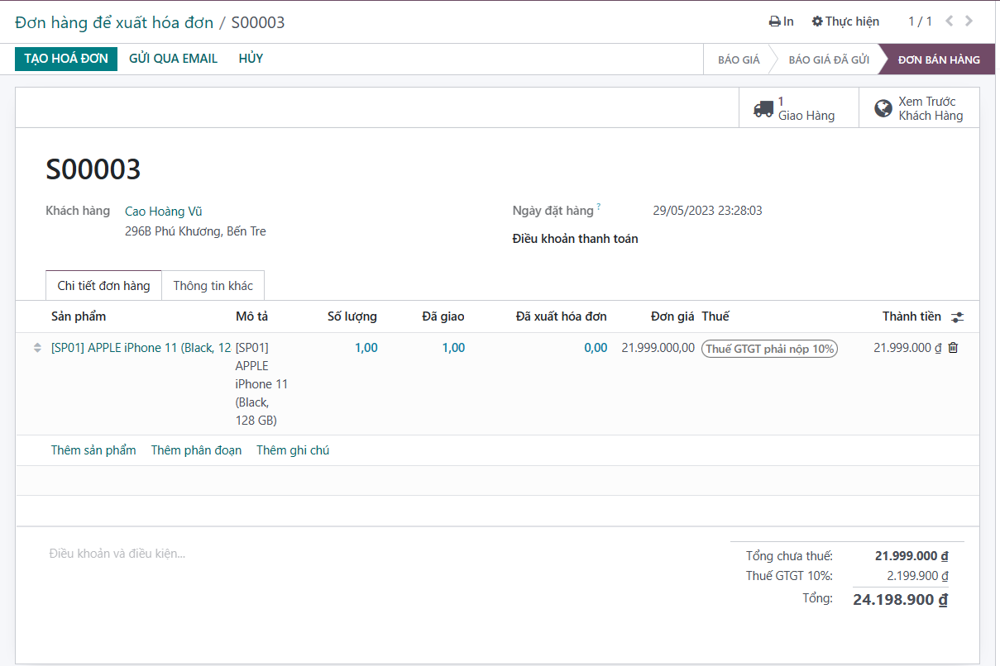 Đơn hàng để xuất hóa đơn / S00003
In Thực hiện 1 / 1
TẠO HOÁ ĐƠN GỬI QUA EMAIL HỦY
BÁO GIÁ BÁO GIÁ ĐÃ GỬI ĐƠN BÁN HÀNG
1
Giao Hàng
Xem Trước
Khách Hàng
S00003
Khách hàng Cao Hoàng Vũ
296B Phú Khương, Bến Tre
Ngày đặt hàng ? 29/05/2023 23:28:03
Điều khoản thanh toán
Chi tiết đơn hàng Thông tin khác
Sản phẩm Mô tả Số lượng Đã giao Đã xuất hóa đơn Đơn giá Thuế Thành tiền
[SP01] APPLE iPhone 11 (Black, 12 [SP01] 1,00 1,00 0,00 21.999.000,00 Thuế GTGT phải nộp 10% 21.999.000 ₫
APPLE
iPhone 11
(Black,
128 GB)
Thêm sản phẩm Thêm phân đoạn Thêm ghi chú
Điều khoản và điều kiện...
Tổng chưa thuế: 21.999.000 ₫
Thuế GTGT 10%: 2.199.900 ₫
Tổng: 24.198.900 ₫